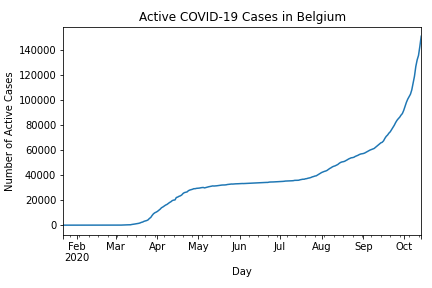 Active COVID-19 Cases in Belgium
Number of Active Cases
140000
120000
100000
80000
60000
40000
20000
0
Feb Mar Apr May Jun Jul Aug Sep Oct
2020
Day